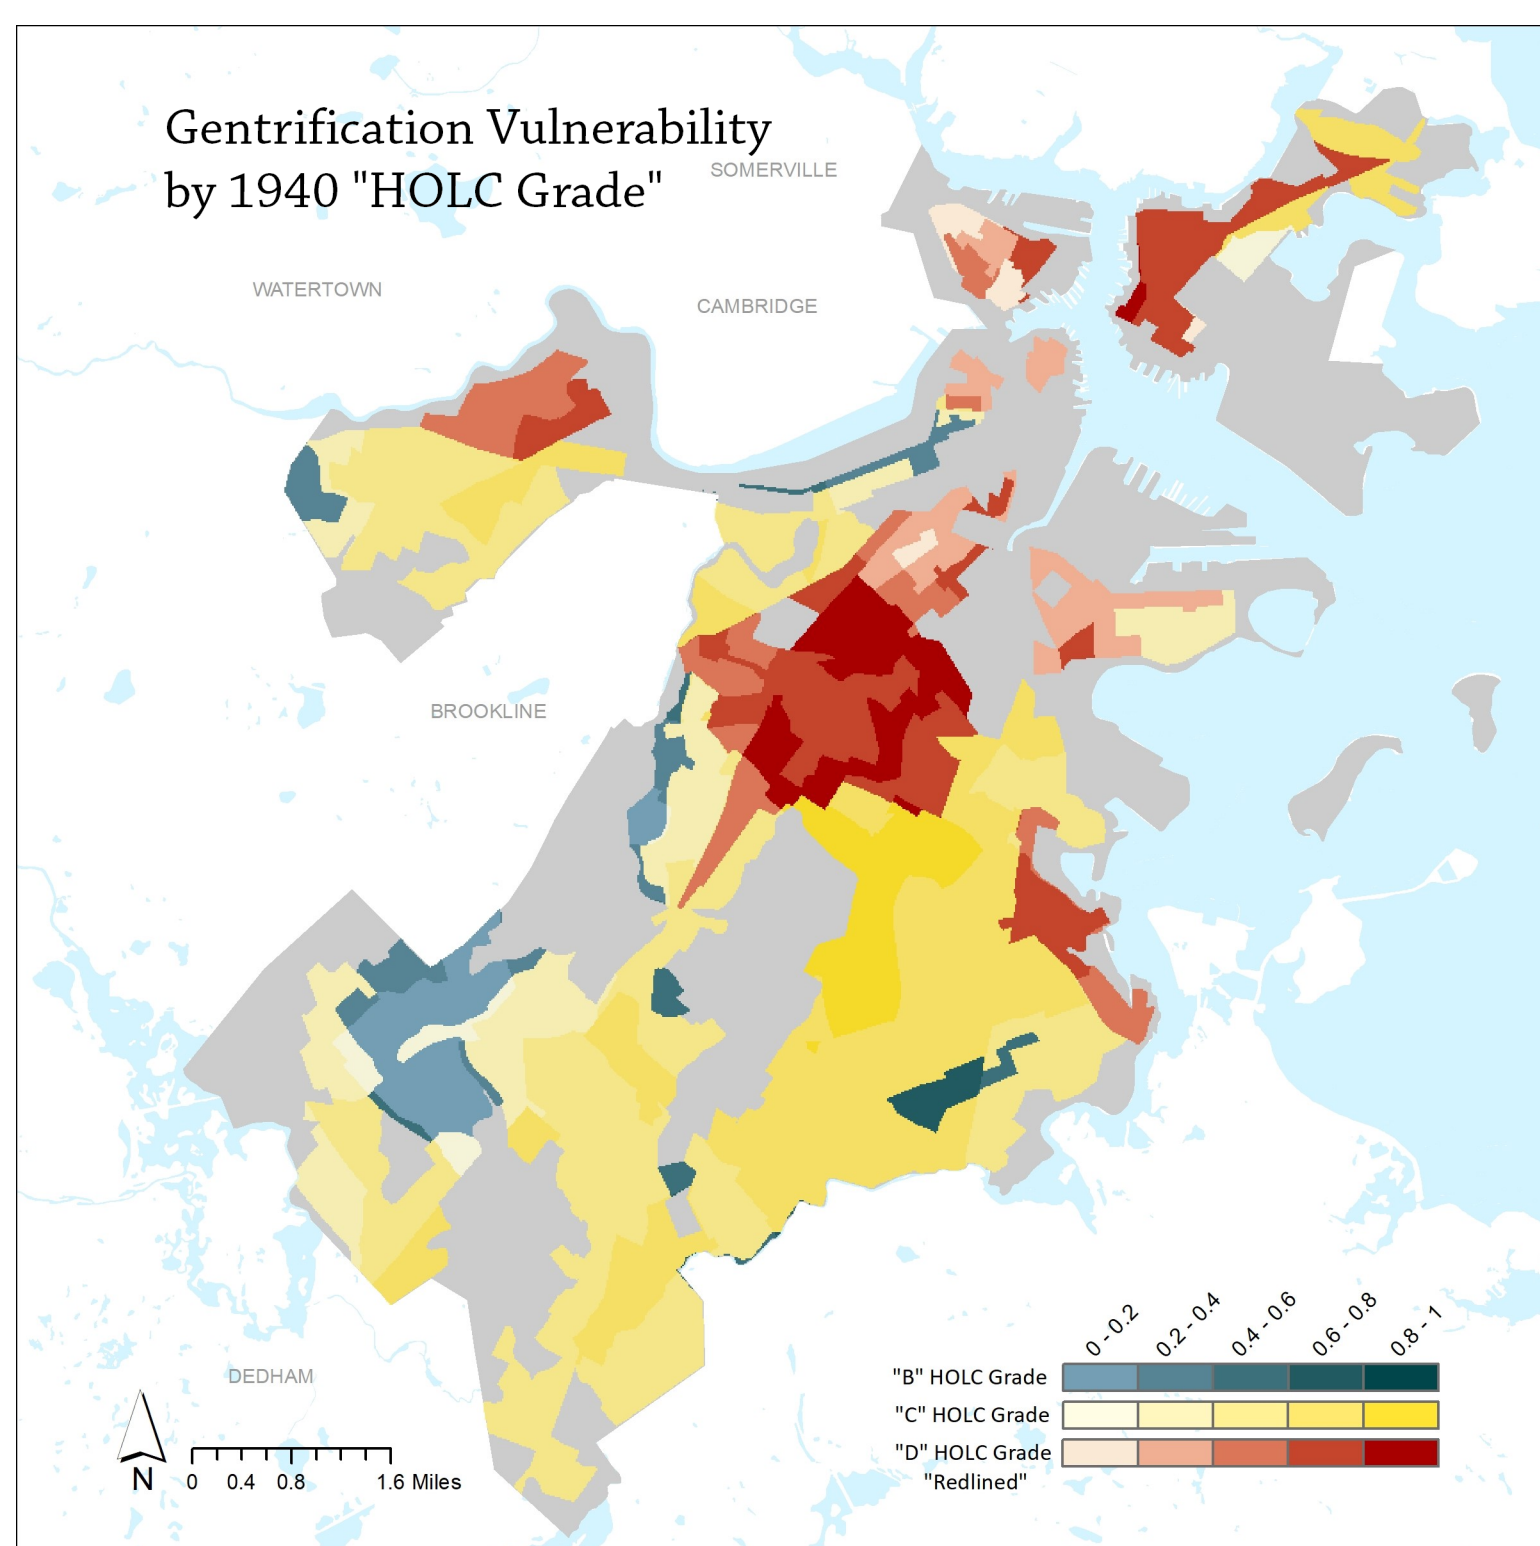 Gentrification Vulnerability
by 1940 "HOLC Grade"
SOMERVILLE
WATERTOWN
CAMBRIDGE
BROOKLINE
DEDHAM
N
0 0.4 0.8 1.6 Miles
0 - 0.2
0.2 - 0.4
0.4 - 0.6
0.6 - 0.8
0.8 - 1
"B" HOLC Grade
"C" HOLC Grade
"D" HOLC Grade
"Redlined"